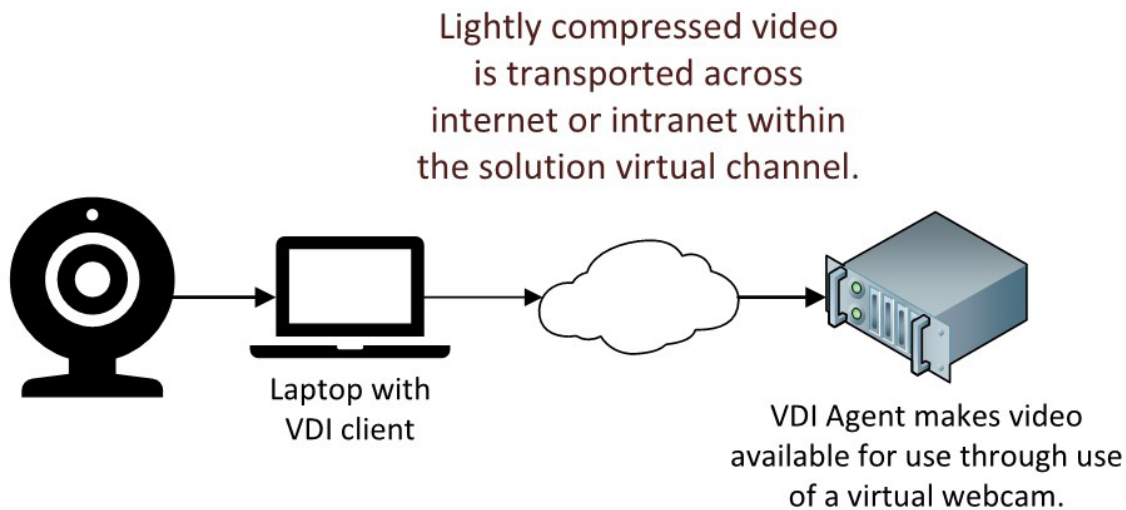 Lightly compressed video
is transported across
internet or intranet within
the solution virtual channel.
Laptop with
VDI client
VDI Agent makes video
available for use through use
of a virtual webcam.